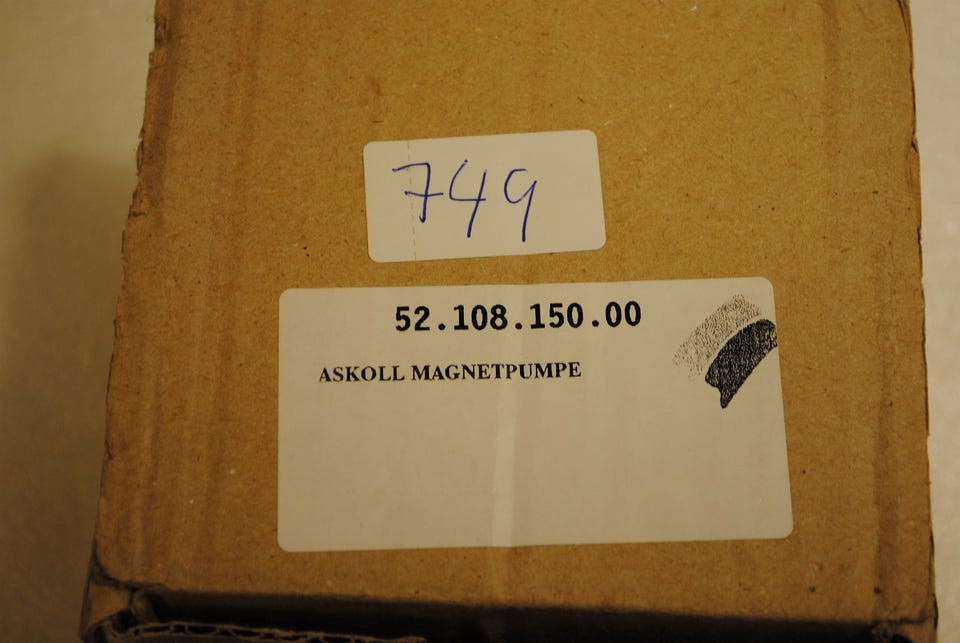 749
52.108.150.00
ASKOLL MAGNETPUMPE